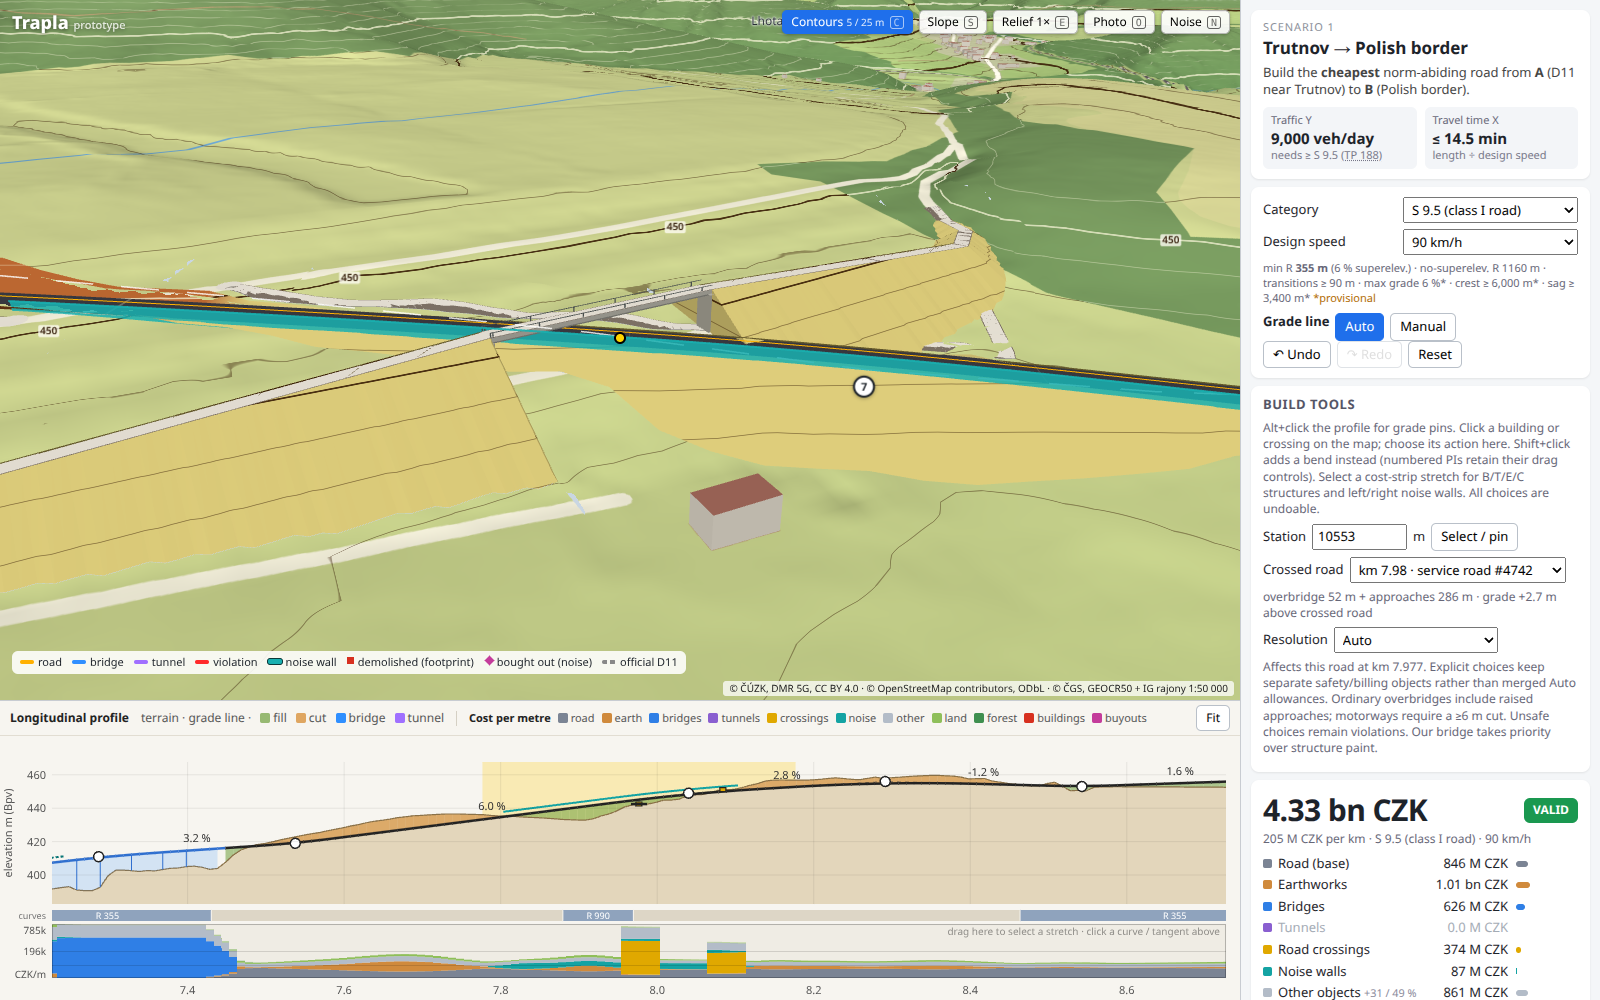 Trapla prototype
Lhota
Contours 5 / 25 m C
Slope S
Relief 1× E
Photo O
Noise N
450
450
450
450
7
road
bridge
tunnel
violation
noise wall
demolished (footprint)
bought out (noise)
official D11
© ČÚZK, DMR 5G, CC BY 4.0 · © OpenStreetMap contributors, ODbL · © ČGS, GEOCR50 + IG rajony 1:50 000
Longitudinal profile terrain · grade line · fill cut bridge tunnel
Cost per metre road earth bridges tunnels crossings noise other land forest buildings buyouts
Fit
elevation m (Bpv)
460
440
420
400
3.2 %
6.0 %
2.8 %
-1.2 %
1.6 %
curves
R 355
R 990
R 355
785k
196k
CZK/m
drag here to select a stretch · click a curve / tangent above
7.4
7.6
7.8
8.0
8.2
8.4
8.6
SCENARIO 1
Trutnov → Polish border
Build the cheapest norm-abiding road from A (D11
near Trutnov) to B (Polish border).
Traffic Y
9,000 veh/day
needs ≥ S 9.5 (TP 188)
Travel time X
≤ 14.5 min
length ÷ design speed
Category S 9.5 (class I road)
Design speed 90 km/h
min R 355 m (6 % superelev.) · no-superelev. R 1160 m ·
transitions ≥ 90 m · max grade 6 %* · crest ≥ 6,000 m* · sag ≥
3,400 m* *provisional
Grade line Auto Manual
↶ Undo ↷ Redo Reset
BUILD TOOLS
Alt+click the profile for grade pins. Click a building or
crossing on the map; choose its action here. Shift+click
adds a bend instead (numbered PIs retain their drag
controls). Select a cost-strip stretch for B/T/E/C
structures and left/right noise walls. All choices are
undoable.
Station 10553 m Select / pin
Crossed road km 7.98 · service road #4742
overbridge 52 m + approaches 286 m · grade +2.7 m
above crossed road
Resolution Auto
Affects this road at km 7.977. Explicit choices keep
separate safety/billing objects rather than merged Auto
allowances. Ordinary overbridges include raised
approaches; motorways require a ≥6 m cut. Unsafe
choices remain violations. Our bridge takes priority
over structure paint.
4.33 bn CZK VALID
205 M CZK per km · S 9.5 (class I road) · 90 km/h
Road (base) 846 M CZK
Earthworks 1.01 bn CZK
Bridges 626 M CZK
Tunnels 0.0 M CZK
Road crossings 374 M CZK
Noise walls 87 M CZK
Other objects +31 / 49 % 861 M CZK